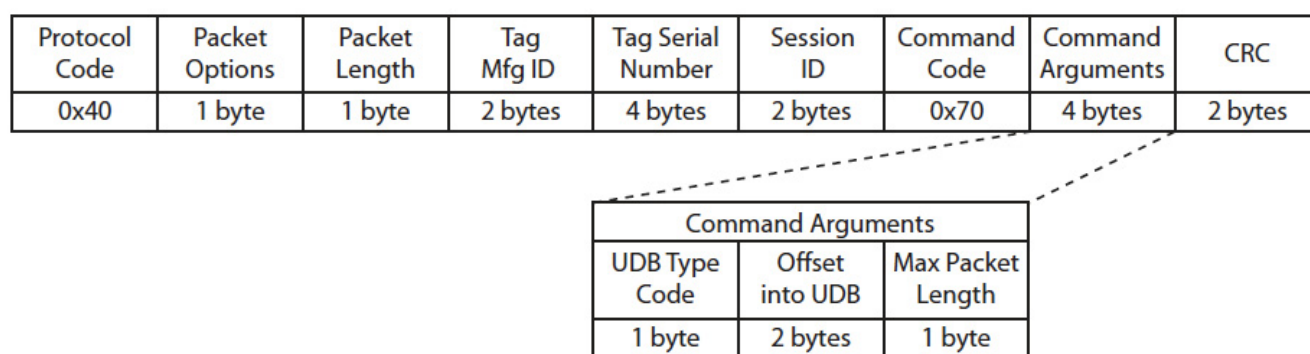 Protocol Code Packet Options Packet Length Tag Mfg ID Tag Serial Number Session ID Command Code Command Arguments CRC
0x40 1 byte 1 byte 2 bytes 4 bytes 2 bytes 0x70 4 bytes 2 bytes
Command Arguments
UDB Type Code Offset into UDB Max Packet Length
1 byte 2 bytes 1 byte